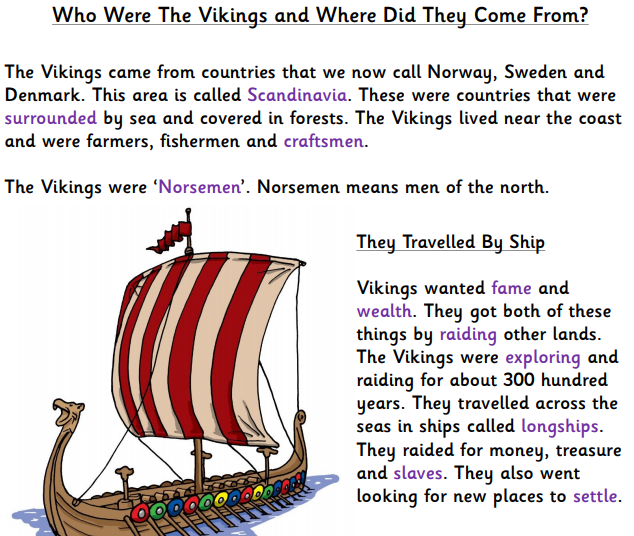 Who Were The Vikings and Where Did They Come From?
The Vikings came from countries that we now call Norway, Sweden and
Denmark. This area is called Scandinavia. These were countries that were
surrounded by sea and covered in forests. The Vikings lived near the coast
and were farmers, fishermen and craftsmen.
The Vikings were ‘Norsemen’. Norsemen means men of the north.
They Travelled By Ship
Vikings wanted fame and
wealth. They got both of these
things by raiding other lands.
The Vikings were exploring and
raiding for about 300 hundred
years. They travelled across the
seas in ships called longships.
They raided for money, treasure
and slaves. They also went
looking for new places to settle.